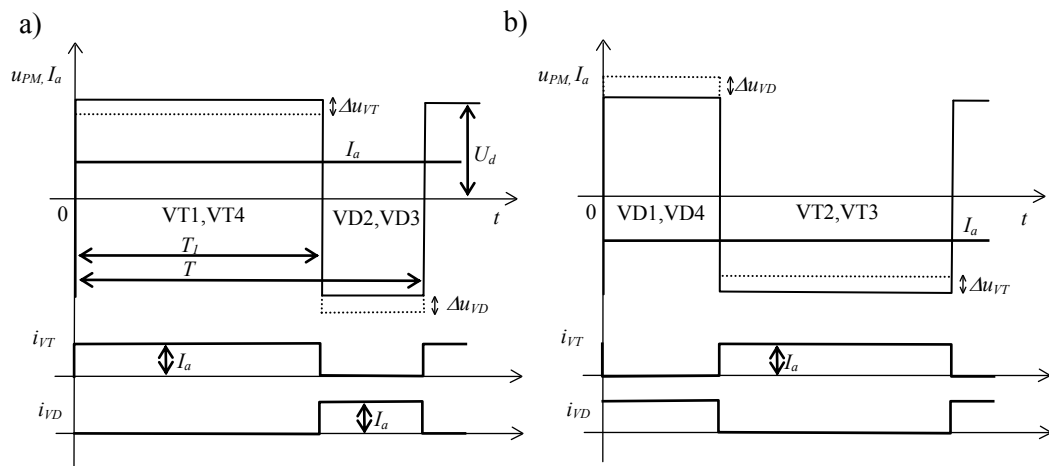 a)
u_PM, I_a
Δu_VT
I_a
U_d
0
VT1,VT4
VD2,VD3
t
T_1
T
Δu_VD
i_VT
I_a
i_VD
I_a
b)
u_PM, I_a
Δu_VD
0
VD1,VD4
VT2,VT3
t
I_a
Δu_VT
i_VT
I_a
i_VD